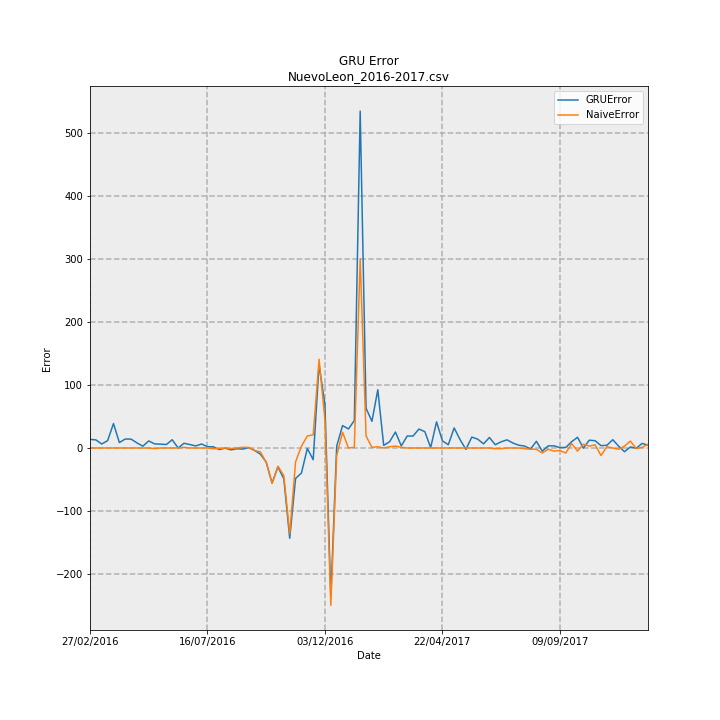 GRU Error
NuevoLeon_2016-2017.csv
GRUError
NaiveError
500
400
300
200
100
0
−100
−200
Error
27/02/2016 16/07/2016 03/12/2016 22/04/2017 09/09/2017
Date